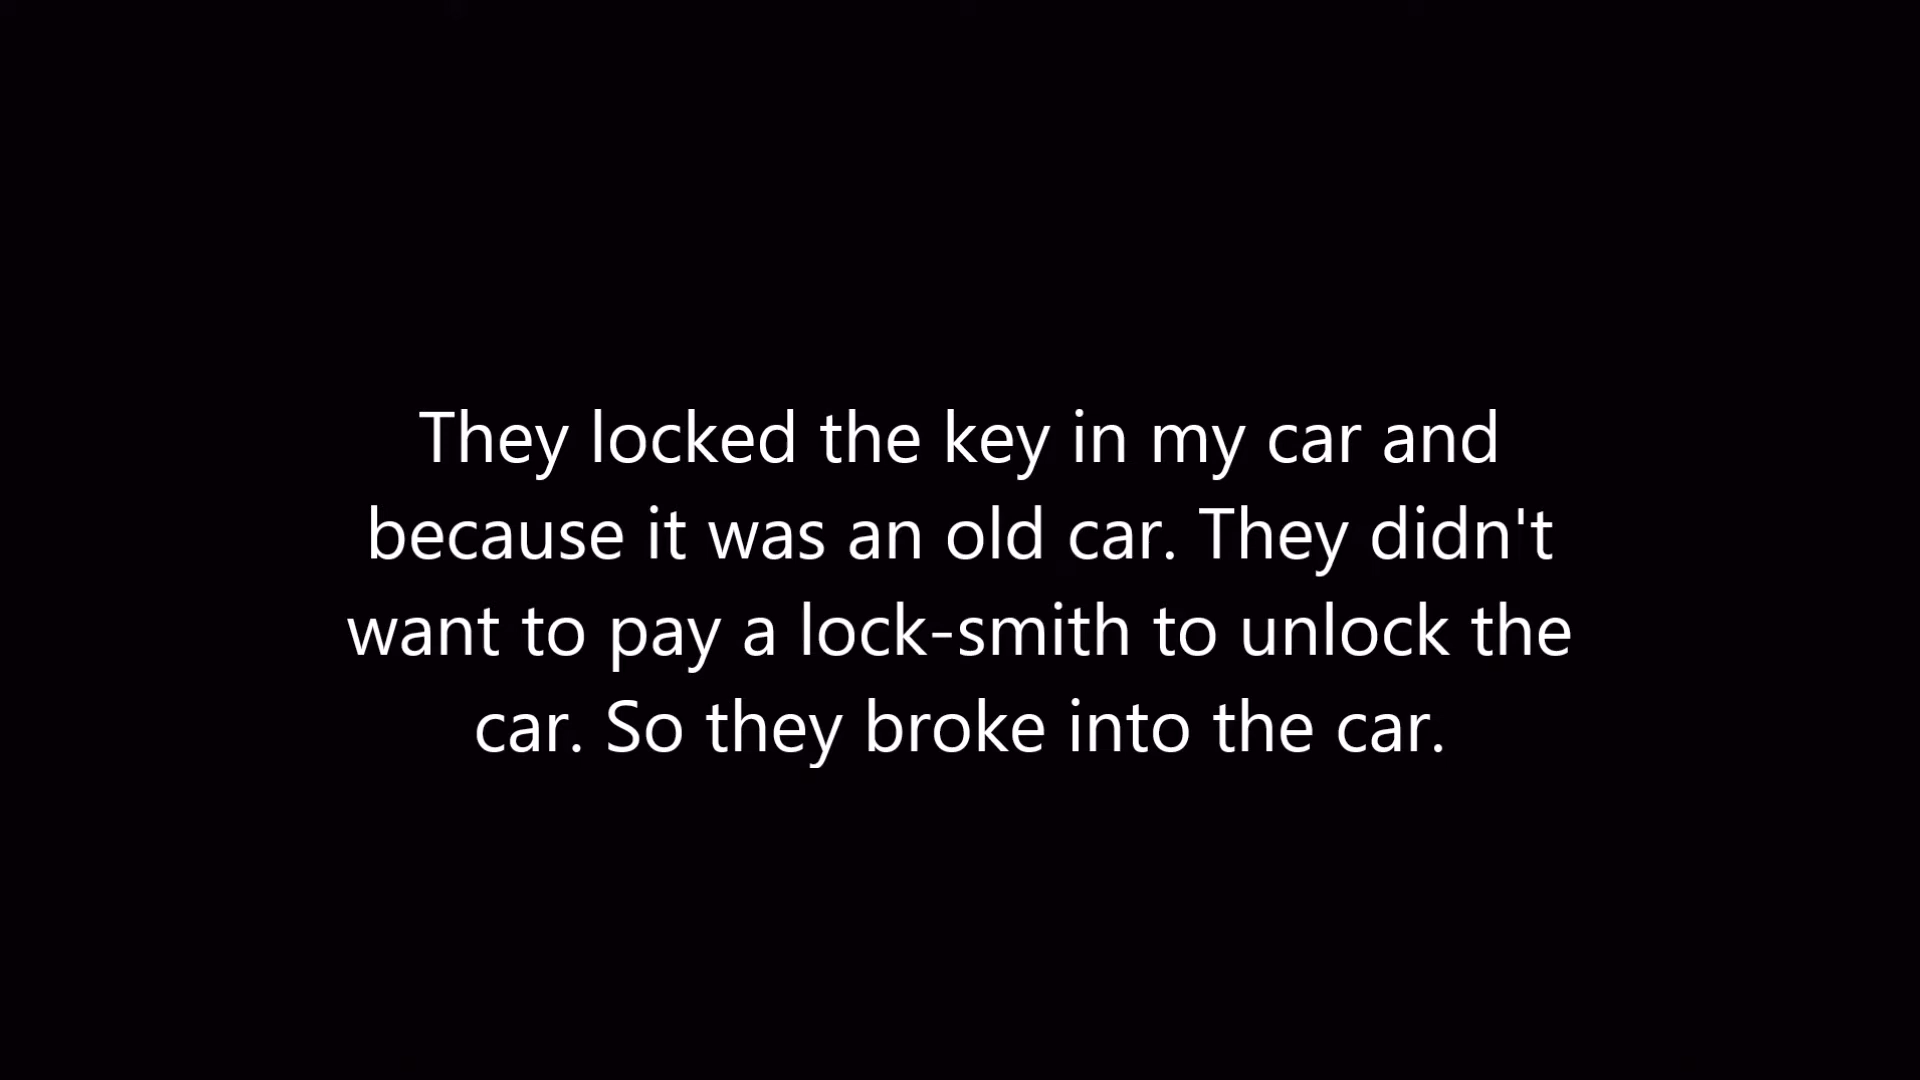 They locked the key in my car and
because it was an old car. They didn't
want to pay a lock-smith to unlock the
car. So they broke into the car.